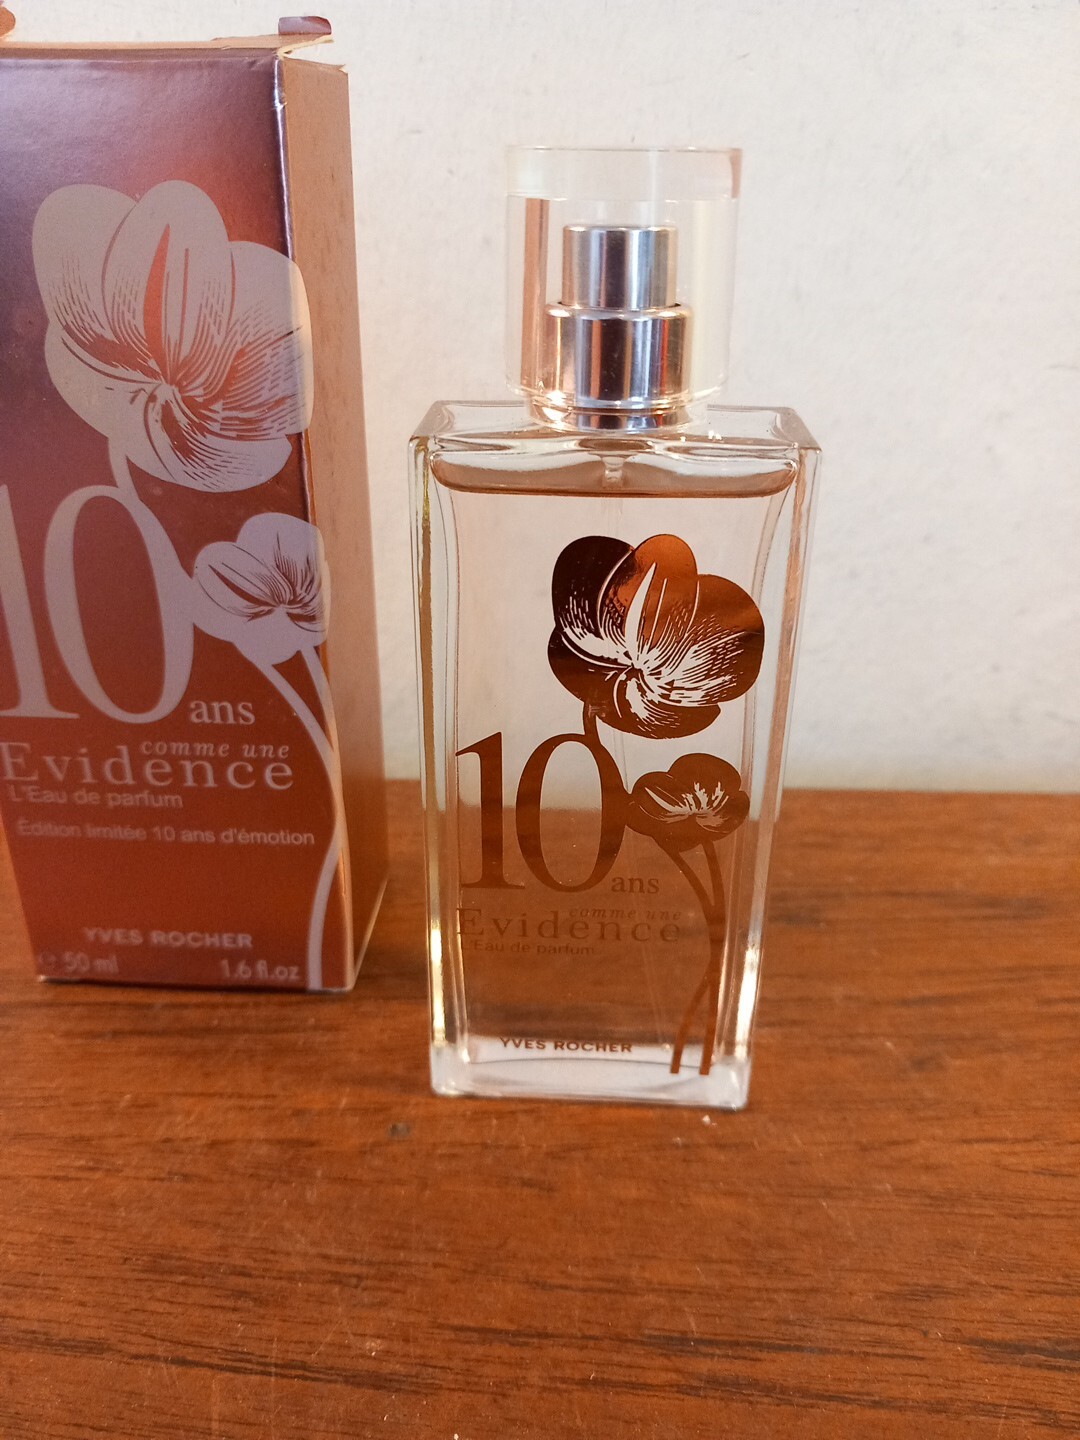 10 ans
comme une
Evidence
L'Eau de parfum
Édition limitée 10 ans d'émotion
YVES ROCHER
50 ml 1.6 fl.oz
10 ans
comme une
Evidence
L'Eau de parfum
YVES ROCHER